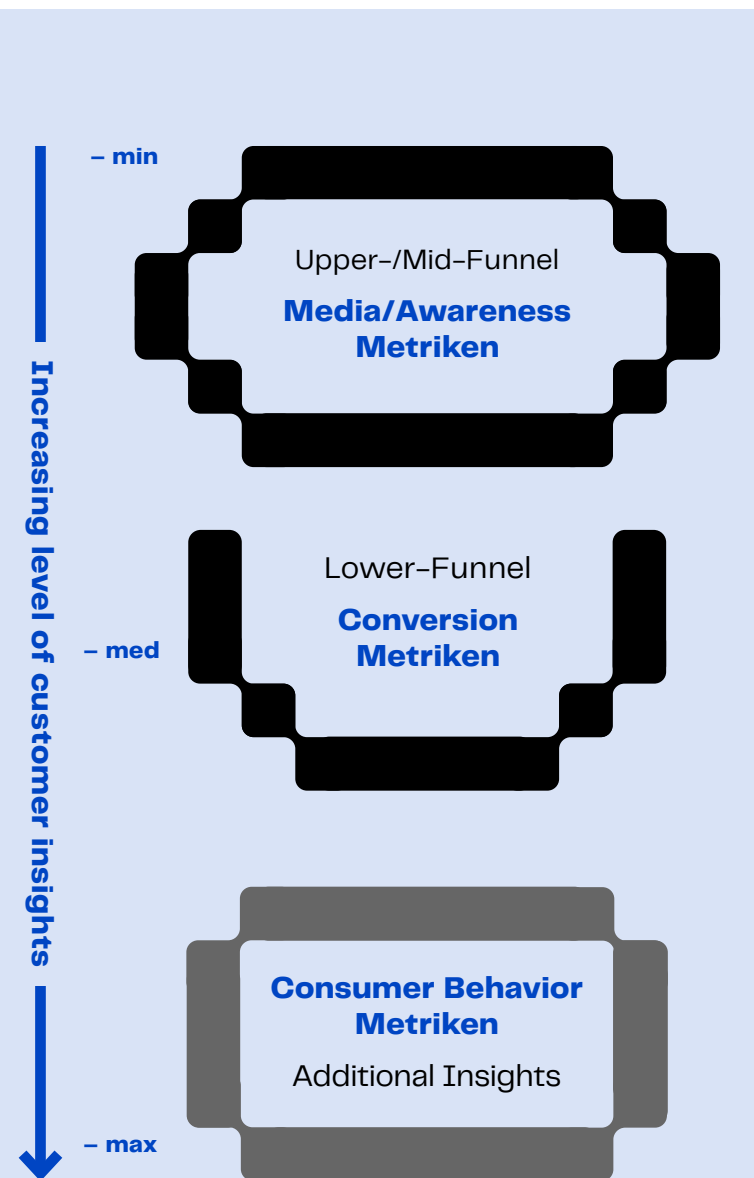 – min
Upper-/Mid-Funnel
Media/Awareness
Metriken
Increasing level of customer insights
Lower-Funnel
Conversion
Metriken
– med
Consumer Behavior
Metriken
Additional Insights
– max